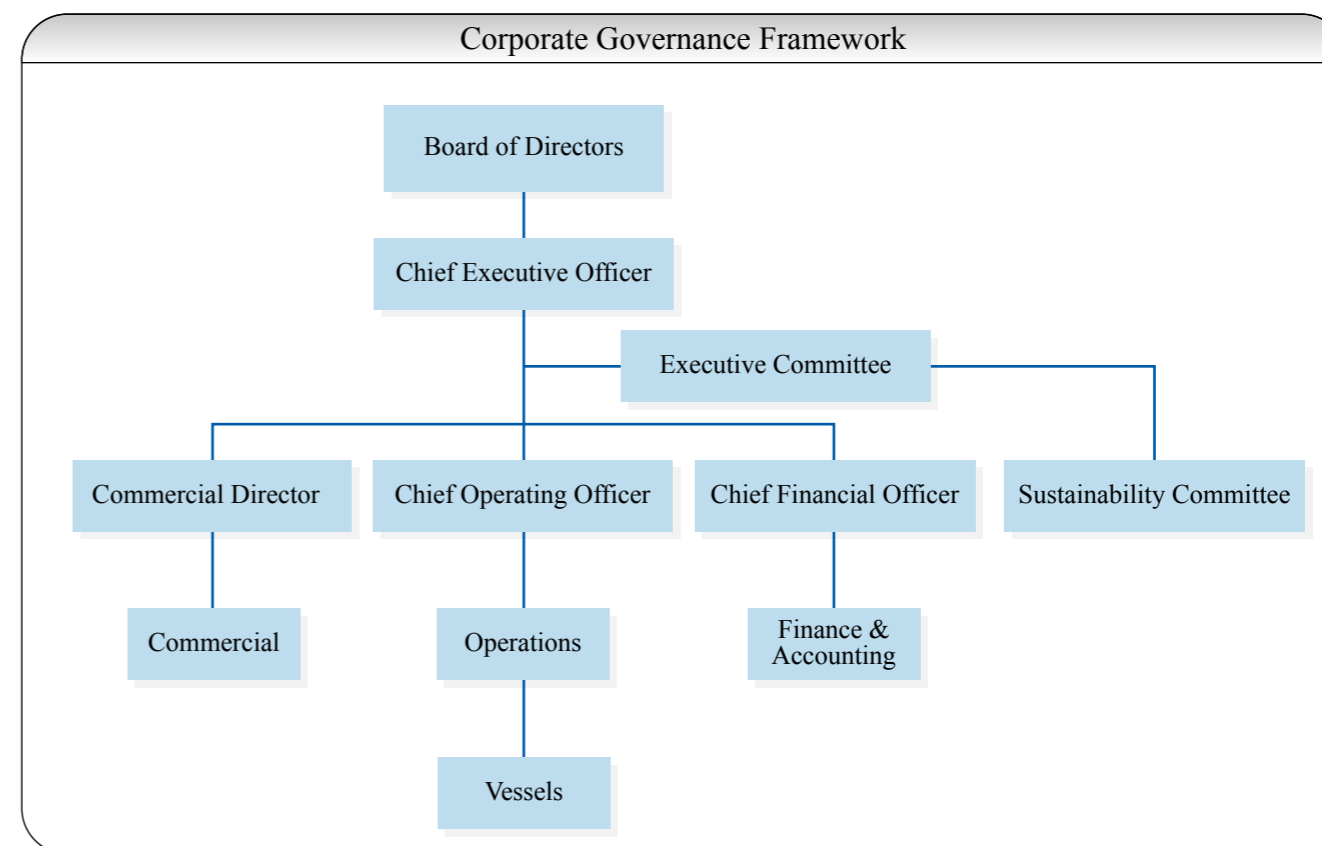 Corporate Governance Framework
Board of Directors
Chief Executive Officer
Executive Committee
Commercial Director
Chief Operating Officer
Chief Financial Officer
Sustainability Committee
Commercial
Operations
Finance &
Accounting
Vessels